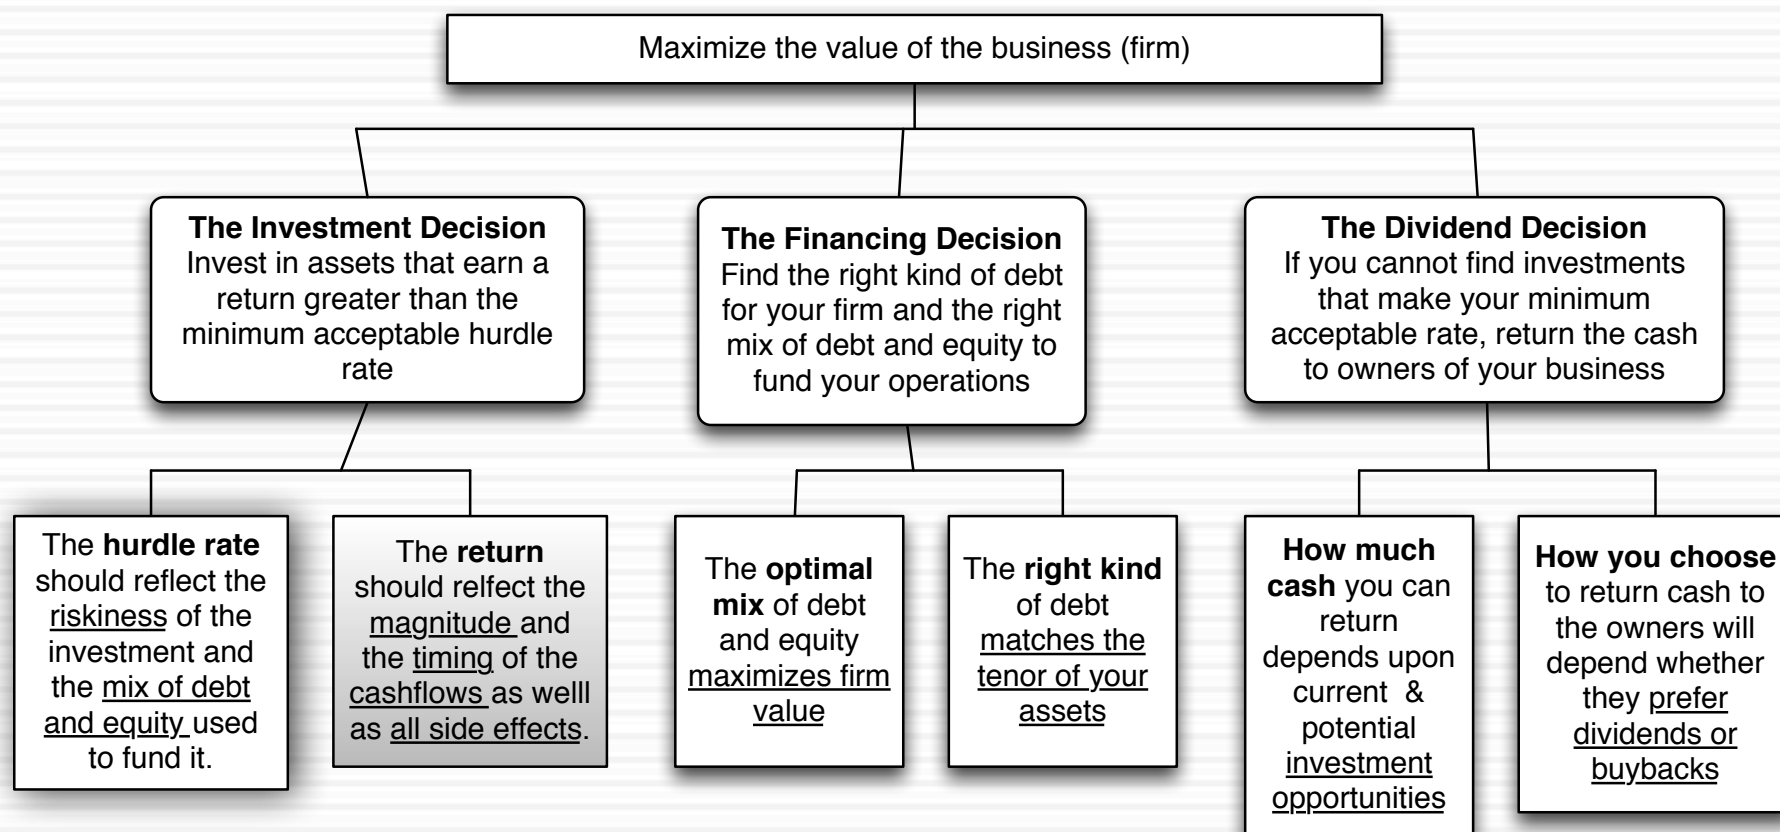 Maximize the value of the business (firm)
The Investment Decision
Invest in assets that earn a
return greater than the
minimum acceptable hurdle
rate
The Financing Decision
Find the right kind of debt
for your firm and the right
mix of debt and equity to
fund your operations
The Dividend Decision
If you cannot find investments
that make your minimum
acceptable rate, return the cash
to owners of your business
The hurdle rate
should reflect the
riskiness of the
investment and
the mix of debt
and equity used
to fund it.
The return
should relfect the
magnitude and
the timing of the
cashflows as welll
as all side effects.
The optimal
mix of debt
and equity
maximizes firm
value
The right kind
of debt
matches the
tenor of your
assets
How much
cash you can
return
depends upon
current & 
potential
investment
opportunities
How you choose
to return cash to
the owners will
depend whether
they prefer
dividends or
buybacks